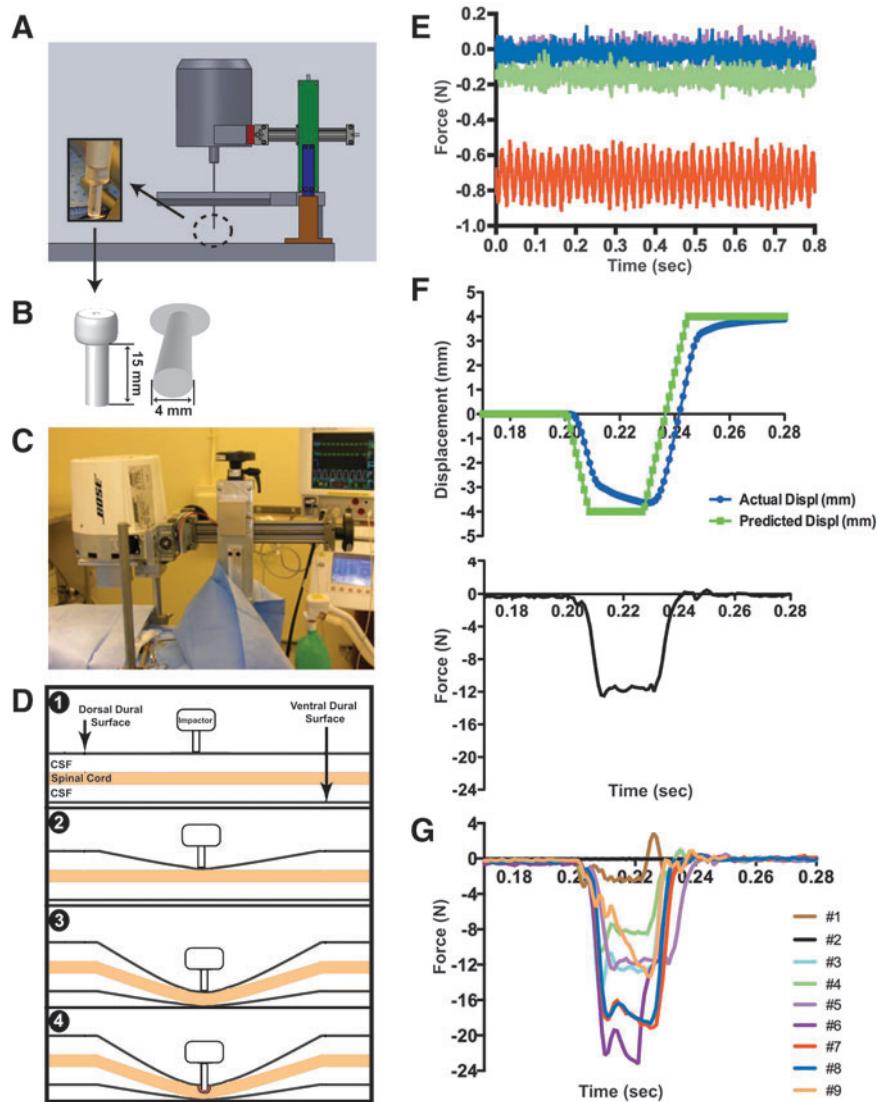 A
B
15 mm
4 mm
C
BOSE
D
1
Dorsal Dural
Surface
Impactor
Ventral Dural
Surface
CSF
Spinal Cord
CSF
2
3
4
E
Force (N)
0.2
0.0
-0.2
-0.4
-0.6
-0.8
-1.0
0.0 0.1 0.2 0.3 0.4 0.5 0.6 0.7 0.8
Time (sec)
F
Displacement (mm)
5
4
3
2
1
0
-1
-2
-3
-4
-5
0.18 0.20 0.22 0.24 0.26 0.28
Actual Displ (mm)
Predicted Displ (mm)
Force (N)
4
0
-4
-8
-12
-16
-20
-24
0.18 0.20 0.22 0.24 0.26 0.28
Time (sec)
G
Force (N)
4
0
-4
-8
-12
-16
-20
-24
0.18 0.22 0.24 0.26 0.28
Time (sec)
#1
#2
#3
#4
#5
#6
#7
#8
#9